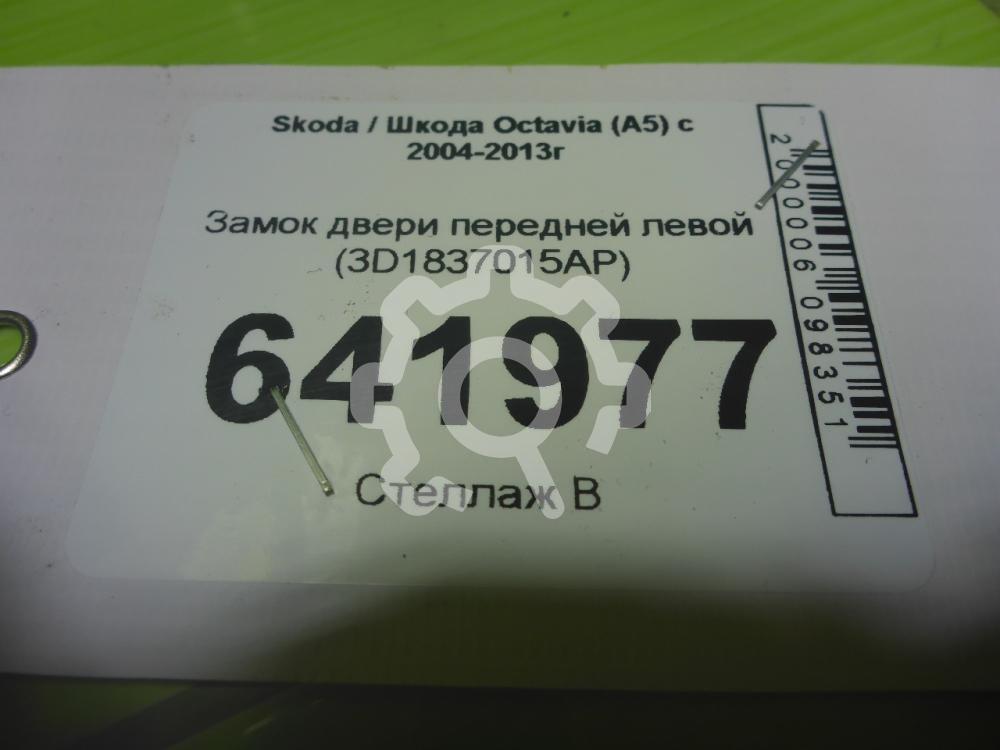 Skoda / Шкода Octavia (A5) с
2004-2013г
Замок двери передней левой
(3D1837015AP)
641977
Стеллаж В
2000006098351